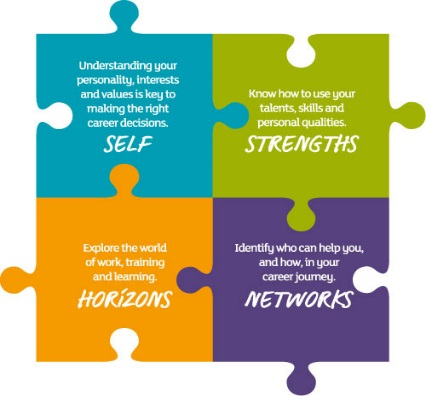 Understanding your
personality, interests
and values is key to
making the right
career decisions.
SELF
Know how to use your
talents, skills and
personal qualities.
STRENGTHS
Explore the world
of work, training
and learning.
HORIZONS
Identify who can help you,
and how, in your
career journey.
NETWORKS